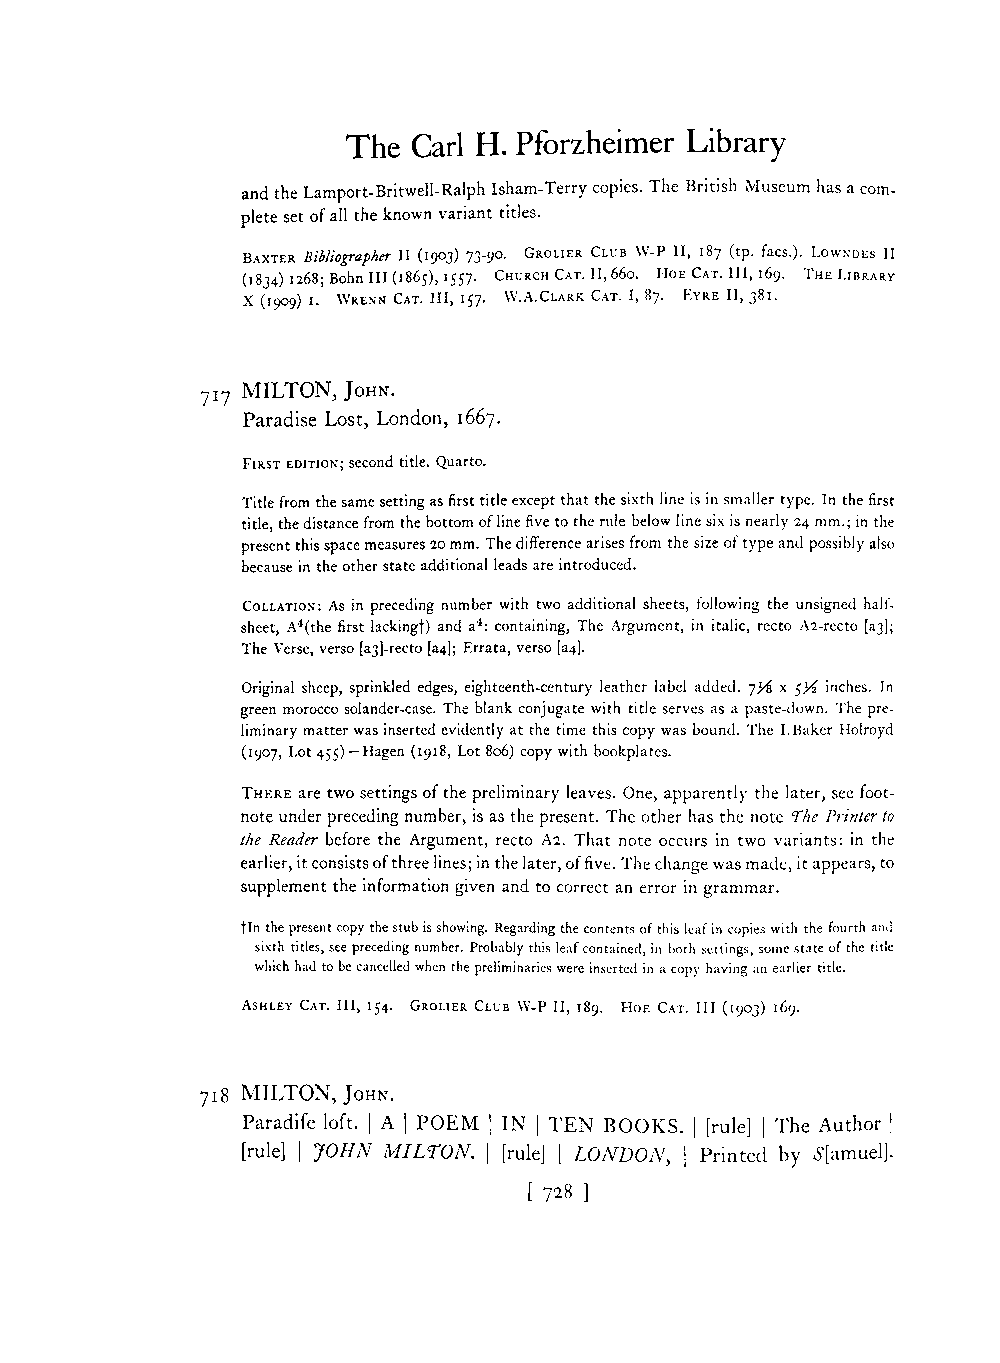 The Carl H. Pforzheimer Library
and the Lamport-Britwell-Ralph Isham-Terry copies. The British Museum has a com-
plete set of all the known variant titles.
BAXTER Bibliographer II (1903) 73-90. GROLIER CLUB W-P II, 187 (tp. facs.). LOWNDES II
(1834) 1268; Bohn III (1865), 1557. CHURCH CAT. II, 660. HOE CAT. III, 169. THE LIBRARY
X (1909) 1. WRENN CAT. III, 157. W.A.CLARK CAT. I, 87. EYRE II, 381.
717 MILTON, JOHN.
Paradise Lost, London, 1667.
FIRST EDITION; second title. Quarto.
Title from the same setting as first title except that the sixth line is in smaller type. In the first
title, the distance from the bottom of line five to the rule below line six is nearly 24 mm.; in the
present this space measures 20 mm. The difference arises from the size of type and possibly also
because in the other state additional leads are introduced.
COLLATION: As in preceding number with two additional sheets, following the unsigned half-
sheet, A⁴(the first lacking†) and a⁴: containing, The Argument, in italic, recto A2-recto [a3];
The Verse, verso [a3]-recto [a4]; Errata, verso [a4].
Original sheep, sprinkled edges, eighteenth-century leather label added. 7⅛ x 5½ inches. In
green morocco solander-case. The blank conjugate with title serves as a paste-down. The pre-
liminary matter was inserted evidently at the time this copy was bound. The I.Baker Holroyd
(1907, Lot 455)—Hagen (1918, Lot 806) copy with bookplates.
THERE are two settings of the preliminary leaves. One, apparently the later, see foot-
note under preceding number, is as the present. The other has the note The Printer to
the Reader before the Argument, recto A2. That note occurs in two variants: in the
earlier, it consists of three lines; in the later, of five. The change was made, it appears, to
supplement the information given and to correct an error in grammar.
†In the present copy the stub is showing. Regarding the contents of this leaf in copies with the fourth and
sixth titles, see preceding number. Probably this leaf contained, in both settings, some state of the title
which had to be cancelled when the preliminaries were inserted in a copy having an earlier title.
ASHLEY CAT. III, 154. GROLIER CLUB W-P II, 189. HOE CAT. III (1903) 169.
718 MILTON, JOHN.
Paradiſe loſt. | A | POEM | IN | TEN BOOKS. | [rule] | The Author |
[rule] | JOHN MILTON. | [rule] | LONDON, | Printed by S[amuel].
[ 728 ]